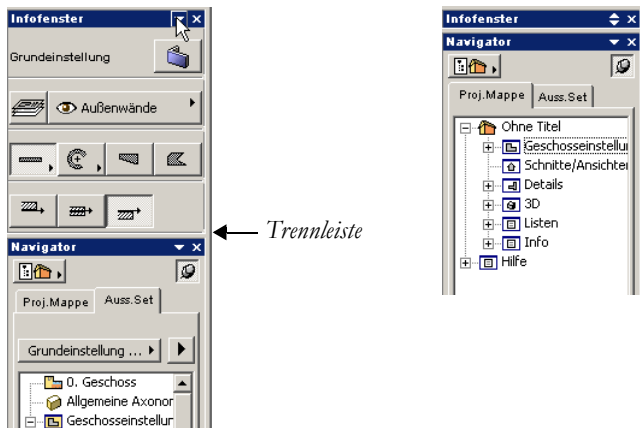 Infofenster
Grundeinstellung
Außenwände
Navigator
Proj.Mappe Auss.Set
Grundeinstellung ...
0. Geschoss
Allgemeine Axonor
Geschosseinstellur
Trennleiste
Infofenster
Navigator
Proj.Mappe Auss.Set
Ohne Titel
Geschosseinstellu
Schnitte/Ansichte
Details
3D
Listen
Info
Hilfe